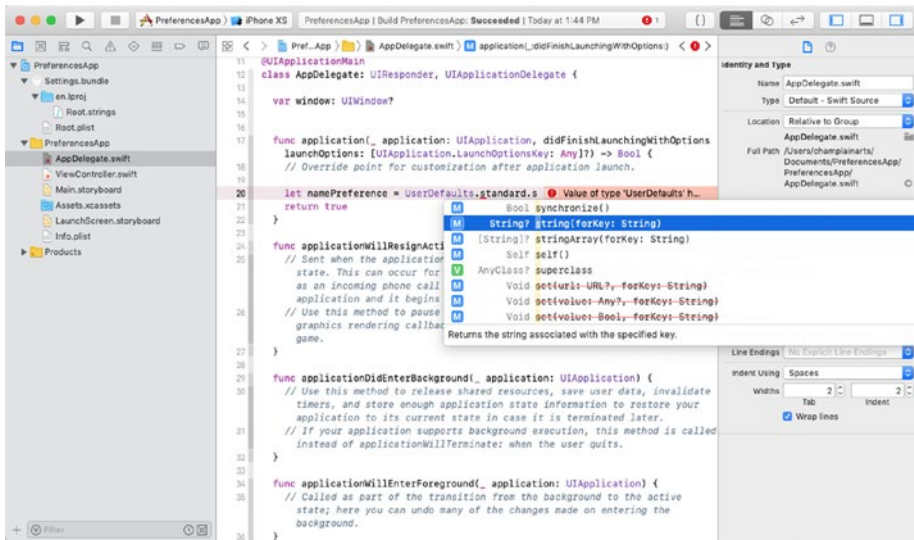 PreferencesApp
iPhone XS
PreferencesApp | Build PreferencesApp: Succeeded | Today at 1:44 PM
1
{}
Pref...App
AppDelegate.swift
M application(_:didFinishLaunchingWithOptions:)
PreferencesApp
Settings.bundle
en.lproj
Root.strings
Root.plist
PreferencesApp
AppDelegate.swift
ViewController.swift
Main.storyboard
Assets.xcassets
LaunchScreen.storyboard
Info.plist
Products
Filter
11 @UIApplicationMain
12 class AppDelegate: UIResponder, UIApplicationDelegate {
13
14 var window: UIWindow?
15
16
17 func application(_ application: UIApplication, didFinishLaunchingWithOptions
launchOptions: [UIApplication.LaunchOptionsKey: Any]?) -> Bool {
18 // Override point for customization after application launch.
19
20 let namePreference = UserDefaults.standard.s
Value of type 'UserDefaults' h...
21 return true
22 }
23
24 func applicationWillResignActi
25 // Sent when the application
state. This can occur for
as an incoming phone call
application and it begins
26 // Use this method to pause
graphics rendering callbac
game.
27 }
28
29 func applicationDidEnterBackground(_ application: UIApplication) {
30 // Use this method to release shared resources, save user data, invalidate
timers, and store enough application state information to restore your
application to its current state in case it is terminated later.
31 // If your application supports background execution, this method is called
instead of applicationWillTerminate: when the user quits.
32 }
33
34 func applicationWillEnterForeground(_ application: UIApplication) {
35 // Called as part of the transition from the background to the active
state; here you can undo many of the changes made on entering the
background.
36 }
M Bool synchronize()
M String? string(forKey: String)
M [String]? stringArray(forKey: String)
M Self self()
V AnyClass? superclass
M Void set(url: URL?, forKey: String)
M Void set(value: Any?, forKey: String)
M Void set(value: Bool, forKey: String)
Returns the string associated with the specified key.
Identity and Type
Name AppDelegate.swift
Type Default - Swift Source
Location Relative to Group
AppDelegate.swift
Full Path /Users/champlainarts/
Documents/PreferencesApp/
PreferencesApp/
AppDelegate.swift
Line Endings No Explicit Line Endings
Indent Using Spaces
Widths 2 2
Tab Indent
Wrap lines